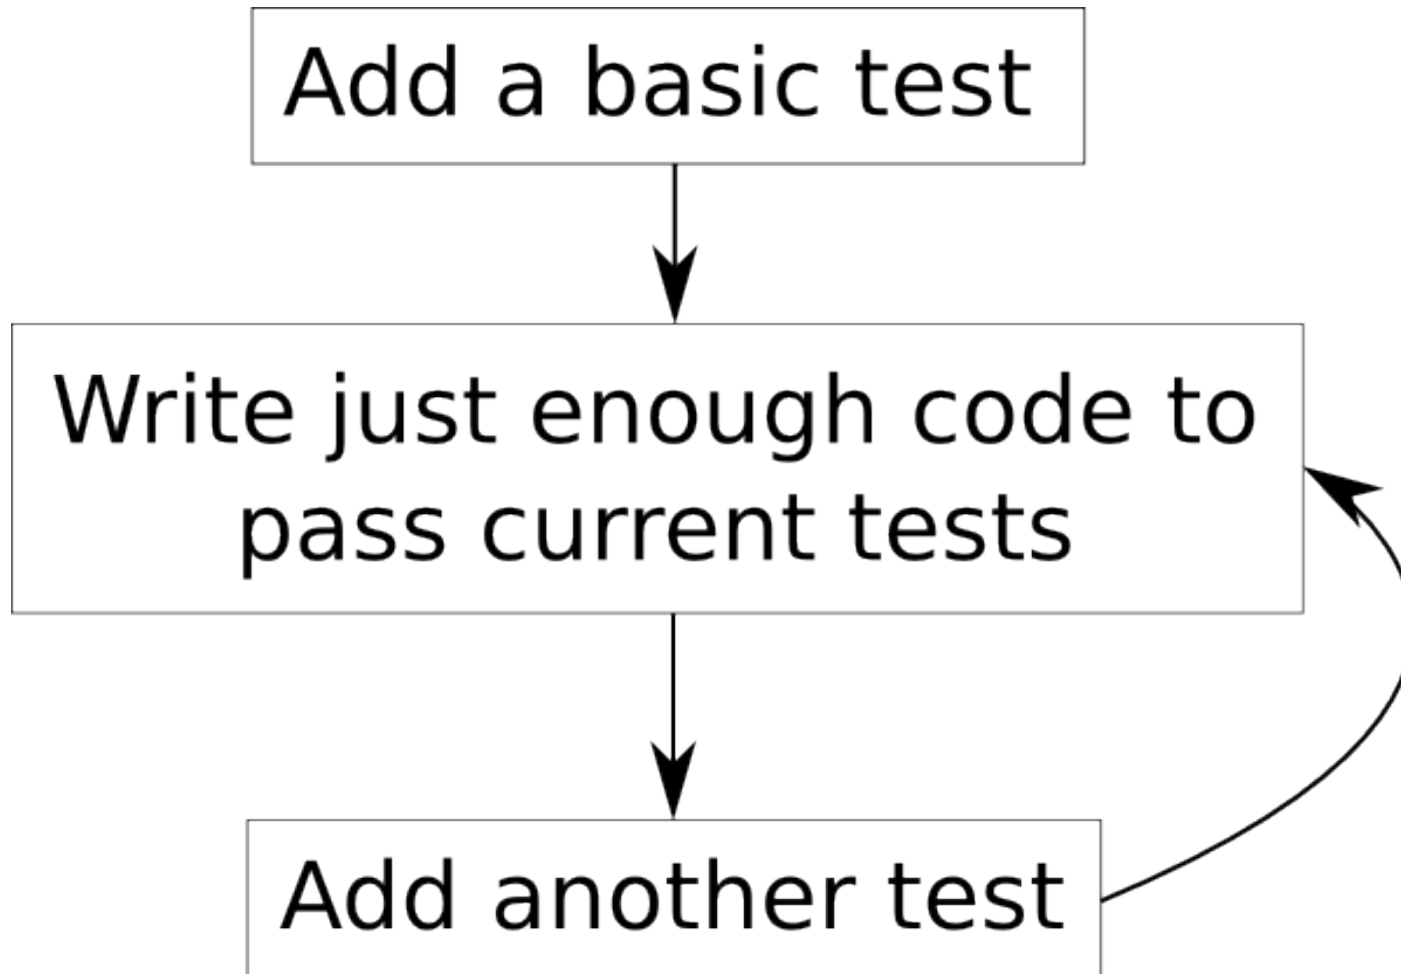 Add a basic test
Write just enough code to
pass current tests
Add another test